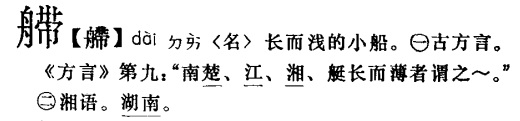 艜【艜】dài ㄉㄞˋ〈名〉长而浅的小船。㊀古方言。
《方言》第九：“南楚、江、湘、艇长而薄者谓之～。”
㊁湘语。湖南。